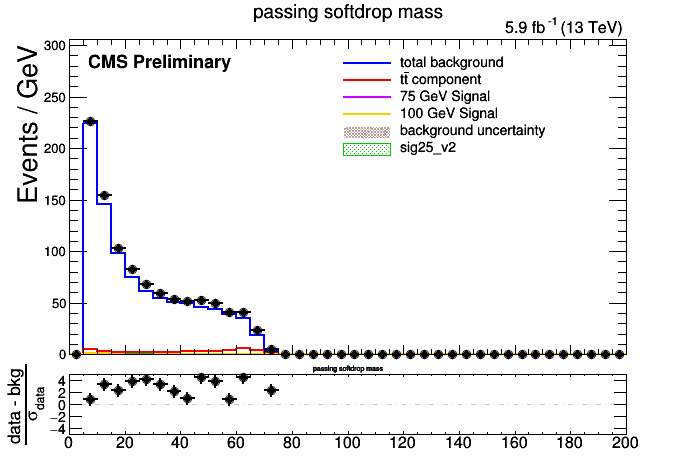 passing softdrop mass
5.9 fb⁻¹ (13 TeV)
CMS Preliminary
total background
tt̄ component
75 GeV Signal
100 GeV Signal
background uncertainty
sig25_v2
Events / GeV
300
250
200
150
100
50
0
passing softdrop mass
data - bkg
σ data
4
2
0
−2
−4
0 20 40 60 80 100 120 140 160 180 200